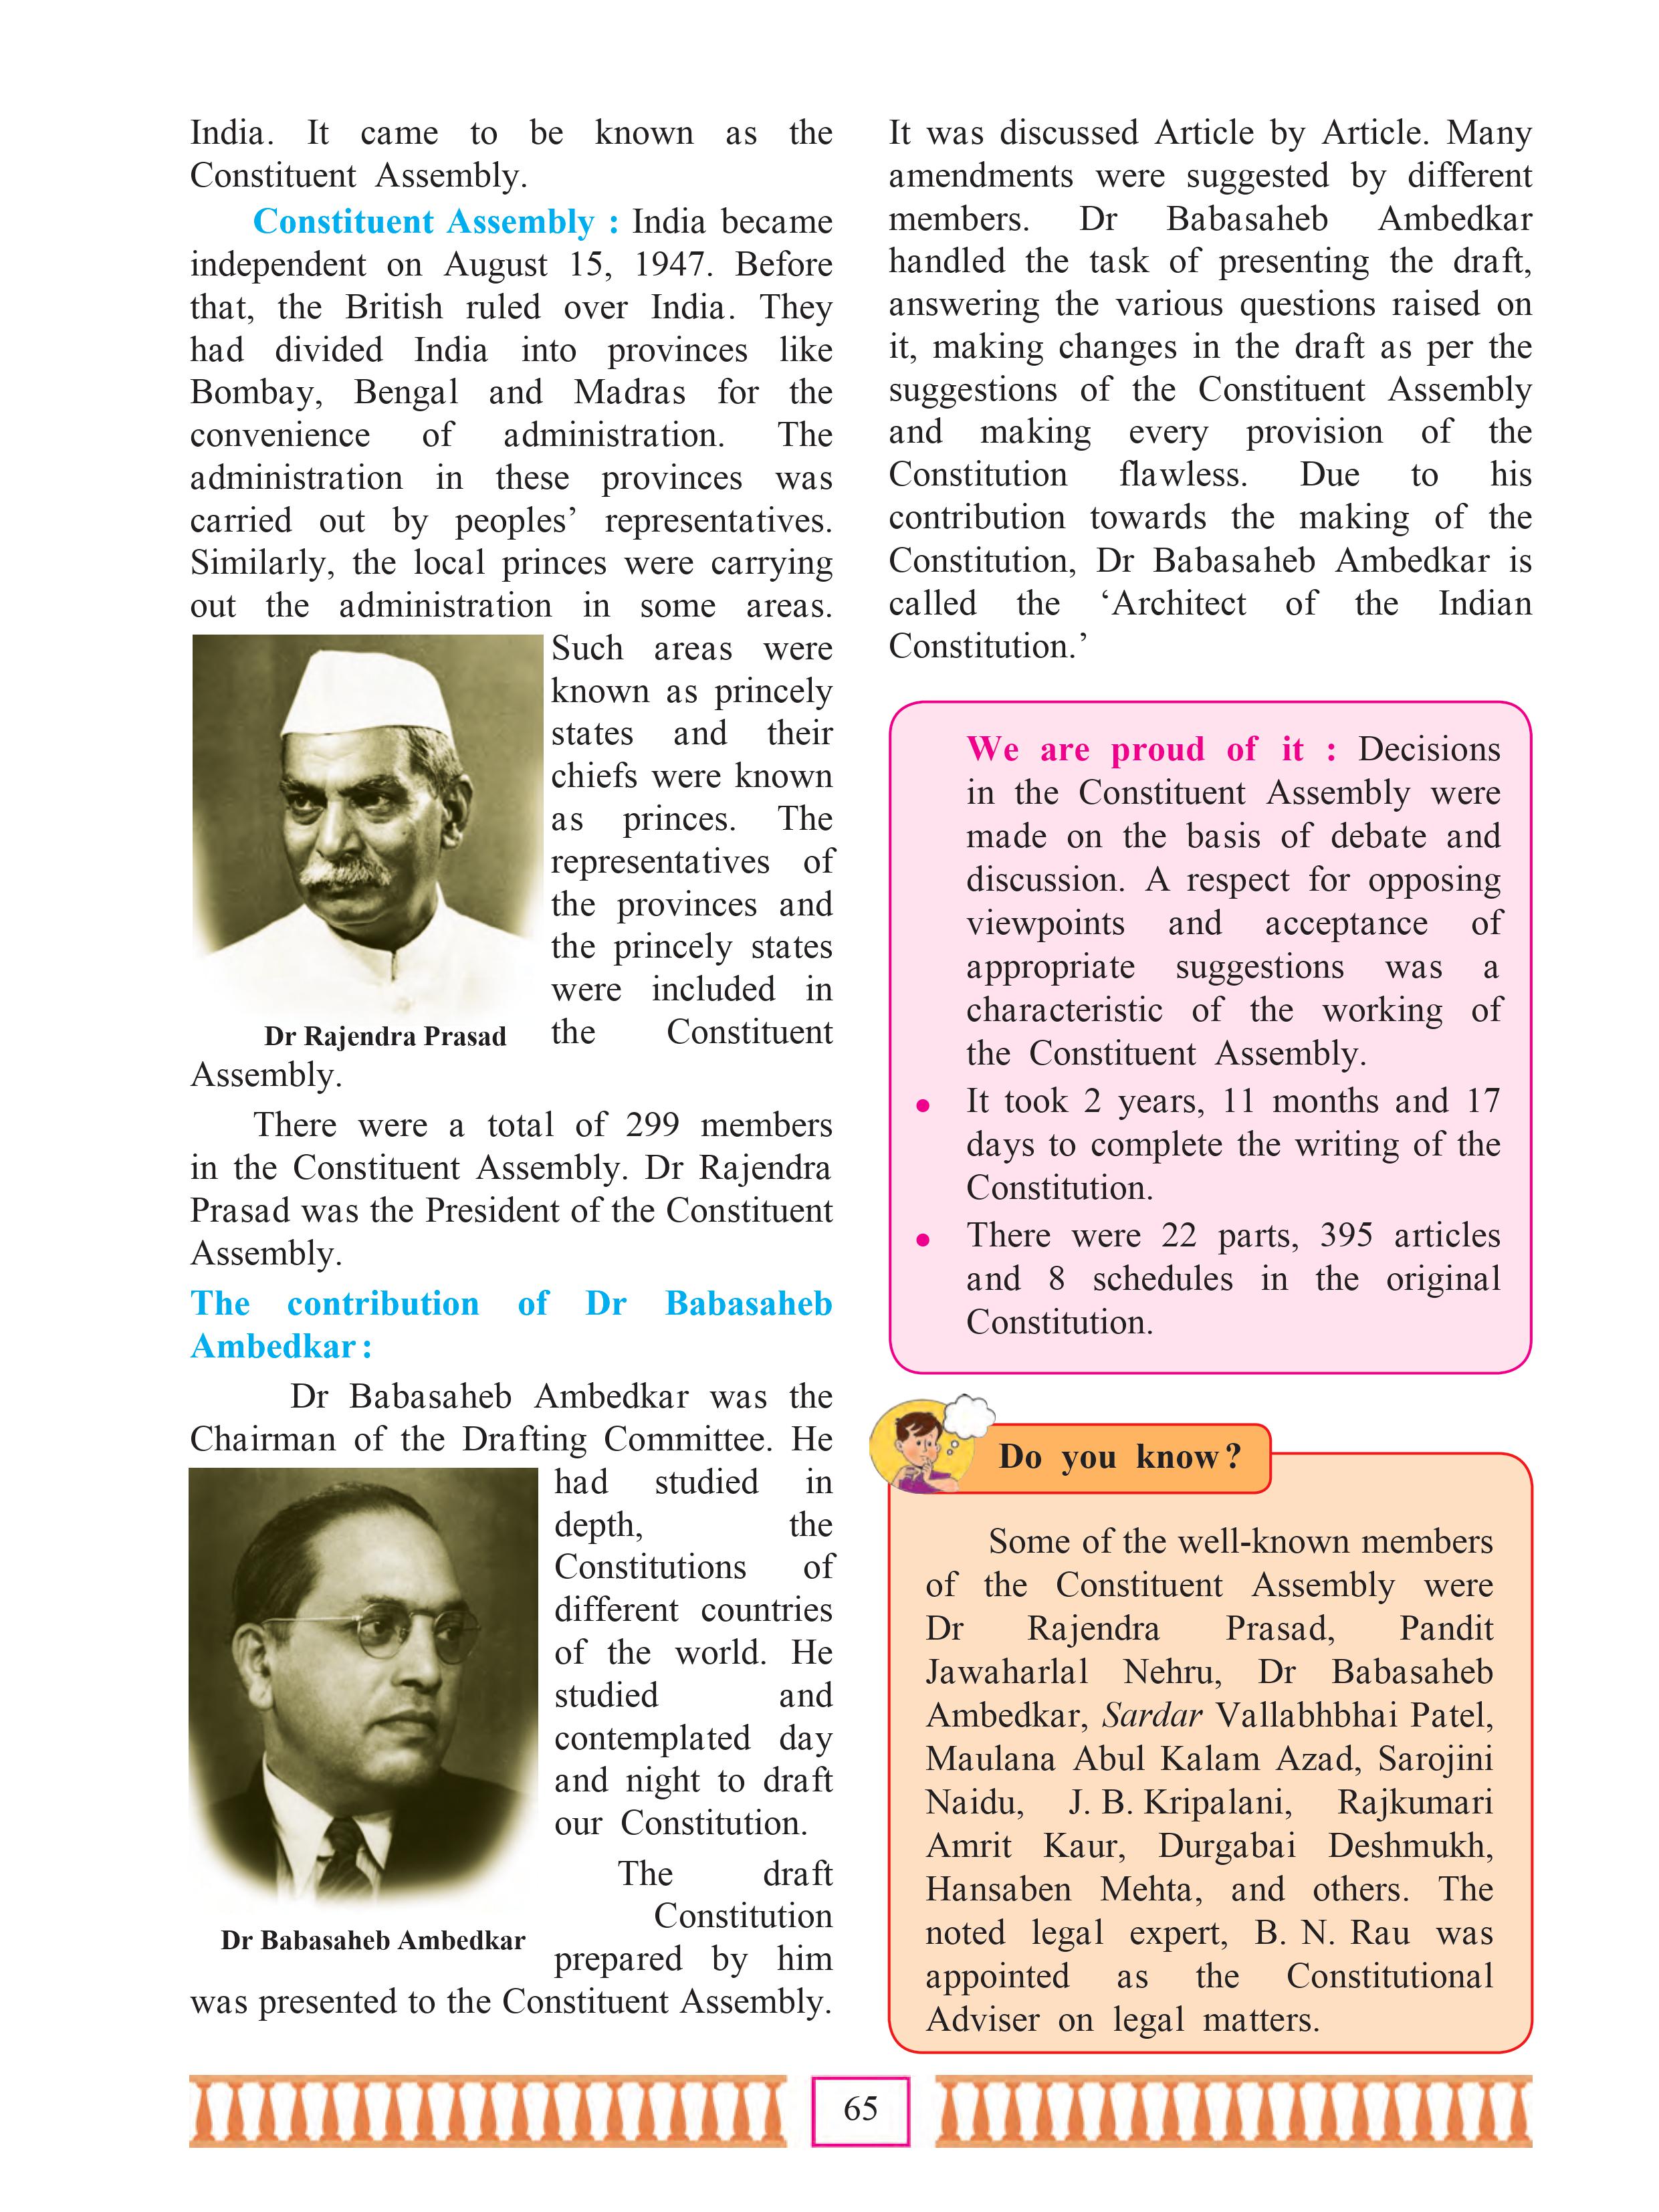 India. It came to be known as the
Constituent Assembly.
Constituent Assembly : India became
independent on August 15, 1947. Before
that, the British ruled over India. They
had divided India into provinces like
Bombay, Bengal and Madras for the
convenience of administration. The
administration in these provinces was
carried out by peoples’ representatives.
Similarly, the local princes were carrying
out the administration in some areas.
Such areas were
known as princely
states and their
chiefs were known
as princes. The
representatives of
the provinces and
the princely states
were included in
the Constituent
Dr Rajendra Prasad
Assembly.
There were a total of 299 members
in the Constituent Assembly. Dr Rajendra
Prasad was the President of the Constituent
Assembly.
The contribution of Dr Babasaheb
Ambedkar :
Dr Babasaheb Ambedkar was the
Chairman of the Drafting Committee. He
had studied in
depth, the
Constitutions of
different countries
of the world. He
studied and
contemplated day
and night to draft
our Constitution.
The draft
Constitution
Dr Babasaheb Ambedkar
prepared by him
was presented to the Constituent Assembly.
It was discussed Article by Article. Many
amendments were suggested by different
members. Dr Babasaheb Ambedkar
handled the task of presenting the draft,
answering the various questions raised on
it, making changes in the draft as per the
suggestions of the Constituent Assembly
and making every provision of the
Constitution flawless. Due to his
contribution towards the making of the
Constitution, Dr Babasaheb Ambedkar is
called the ‘Architect of the Indian
Constitution.’
We are proud of it : Decisions
in the Constituent Assembly were
made on the basis of debate and
discussion. A respect for opposing
viewpoints and acceptance of
appropriate suggestions was a
characteristic of the working of
the Constituent Assembly.
• It took 2 years, 11 months and 17
days to complete the writing of the
Constitution.
• There were 22 parts, 395 articles
and 8 schedules in the original
Constitution.
Do you know ?
Some of the well-known members
of the Constituent Assembly were
Dr Rajendra Prasad, Pandit
Jawaharlal Nehru, Dr Babasaheb
Ambedkar, Sardar Vallabhbhai Patel,
Maulana Abul Kalam Azad, Sarojini
Naidu, J. B. Kripalani, Rajkumari
Amrit Kaur, Durgabai Deshmukh,
Hansaben Mehta, and others. The
noted legal expert, B. N. Rau was
appointed as the Constitutional
Adviser on legal matters.
65